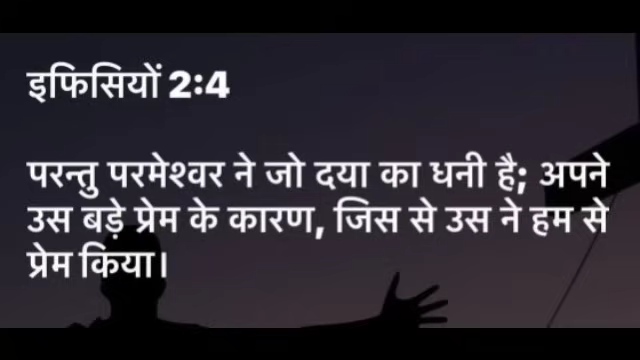 इफिसियों 2:4
परन्तु परमेश्वर ने जो दया का धनी है; अपने
उस बड़े प्रेम के कारण, जिस से उस ने हम से
प्रेम किया।